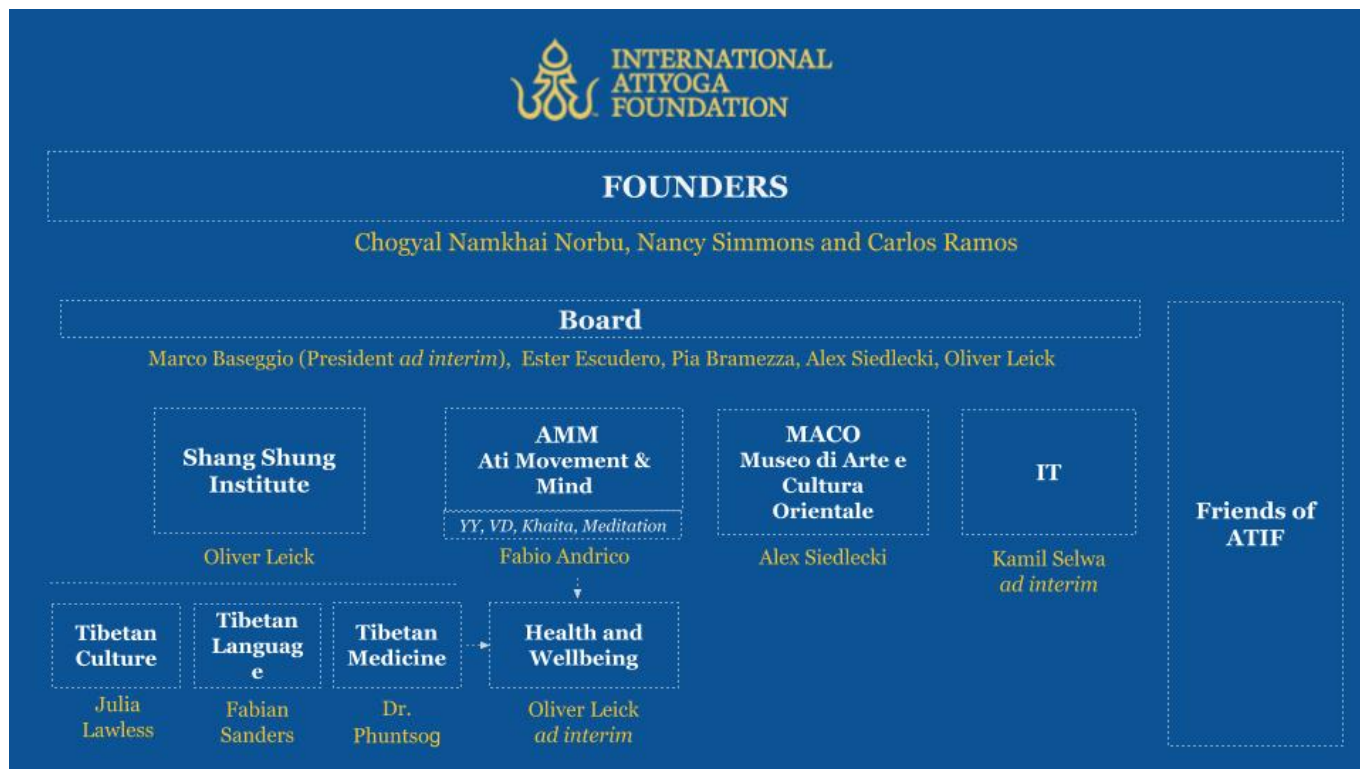 INTERNATIONAL
ATIYOGA
FOUNDATION
FOUNDERS
Chogyal Namkhai Norbu, Nancy Simmons and Carlos Ramos
Board
Marco Baseggio (President ad interim), Ester Escudero, Pia Bramezza, Alex Siedlecki, Oliver Leick
Shang Shung
Institute
Oliver Leick
AMM
Ati Movement &
Mind
YY, VD, Khaita, Meditation
Fabio Andrico
MACO
Museo di Arte e
Cultura
Orientale
Alex Siedlecki
IT
Kamil Selwa
ad interim
Friends of
ATIF
Tibetan
Culture
Julia
Lawless
Tibetan
Languag
e
Fabian
Sanders
Tibetan
Medicine
Dr.
Phuntsog
Health and
Wellbeing
Oliver Leick
ad interim